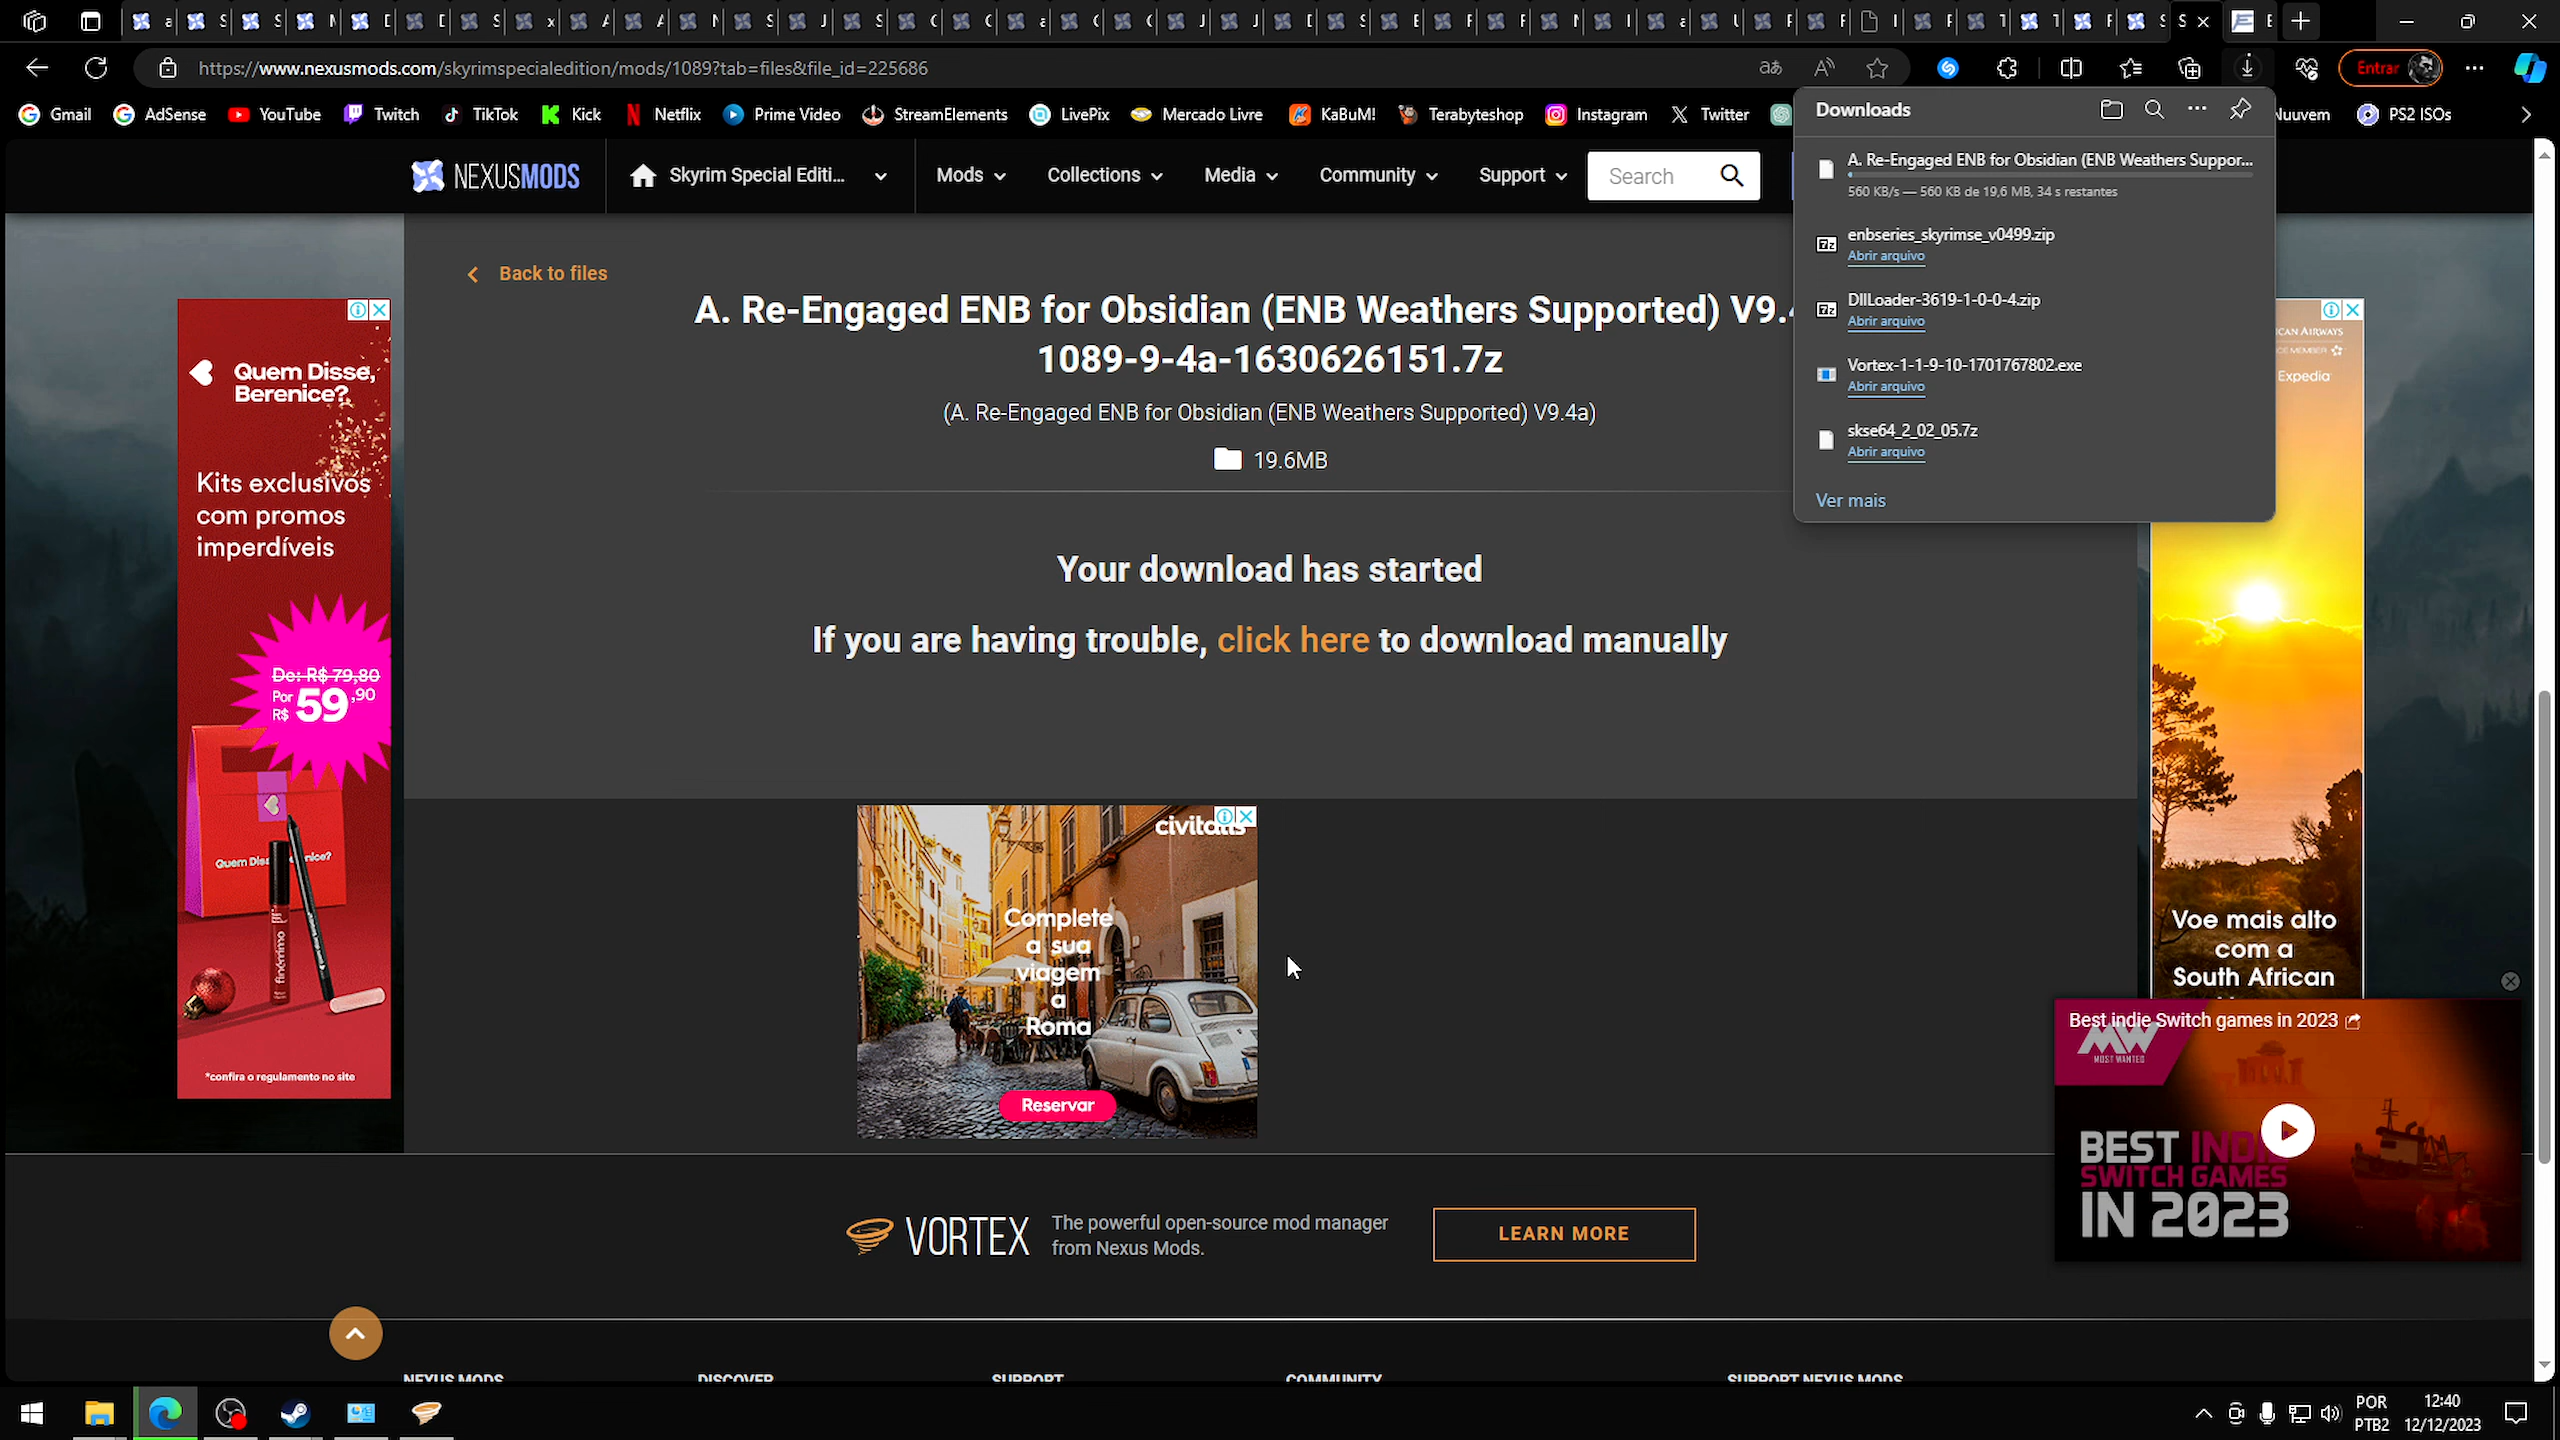 https://www.nexusmods.com/skyrimspecialedition/mods/1089?tab=files&file_id=225686
Entrar
Gmail
AdSense
YouTube
Twitch
TikTok
Kick
Netflix
Prime Video
StreamElements
LivePix
Mercado Livre
KaBuM!
Terabyteshop
Instagram
Twitter
Nuuvem
PS2 ISOs
Downloads
A. Re-Engaged ENB for Obsidian (ENB Weathers Suppor...
560 KB/s — 560 KB de 19,6 MB, 34 s restantes
enbseries_skyrimse_v0499.zip
Abrir arquivo
DllLoader-3619-1-0-0-4.zip
Abrir arquivo
Vortex-1-1-9-10-1701767802.exe
Abrir arquivo
skse64_2_02_05.7z
Abrir arquivo
Ver mais
NEXUSMODS
Skyrim Special Editi...
Mods
Collections
Media
Community
Support
Search
Back to files
A. Re-Engaged ENB for Obsidian (ENB Weathers Supported) V9.4
1089-9-4a-1630626151.7z
(A. Re-Engaged ENB for Obsidian (ENB Weathers Supported) V9.4a)
19.6MB
Your download has started
If you are having trouble, click here to download manually
Quem Disse,
Berenice?
Kits exclusivos
com promos
imperdíveis
De: R$ 79,80
Por
R$ 59,90
*confira o regulamento no site
civitatis
Complete
a sua
viagem
a
Roma
Reservar
CAN AIRWAYS
Expedia
Voe mais alto
com a
South African
Best indie Switch games in 2023
MW
MOST WANTED
BEST INDIE
SWITCH GAMES
IN 2023
VORTEX
The powerful open-source mod manager
from Nexus Mods.
LEARN MORE
NEXUS MODS
DISCOVER
SUPPORT
COMMUNITY
SUPPORT NEXUS MODS
POR
PTB2
12:40
12/12/2023